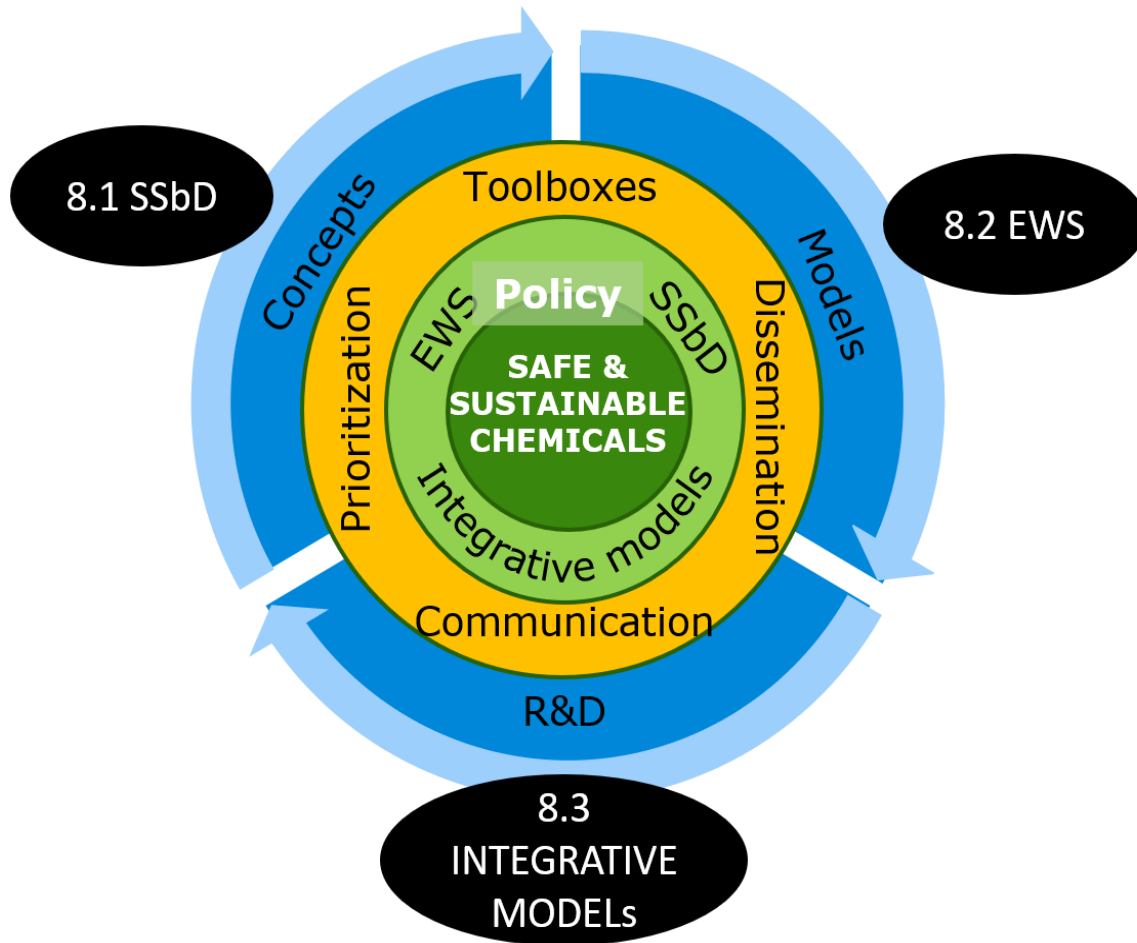 8.1 SSbD
8.2 EWS
Concepts
Models
Toolboxes
Prioritization
Dissemination
Communication
R&D
EWS
Policy
SSbD
SAFE &
SUSTAINABLE
CHEMICALS
Integrative models
8.3
INTEGRATIVE
MODELs